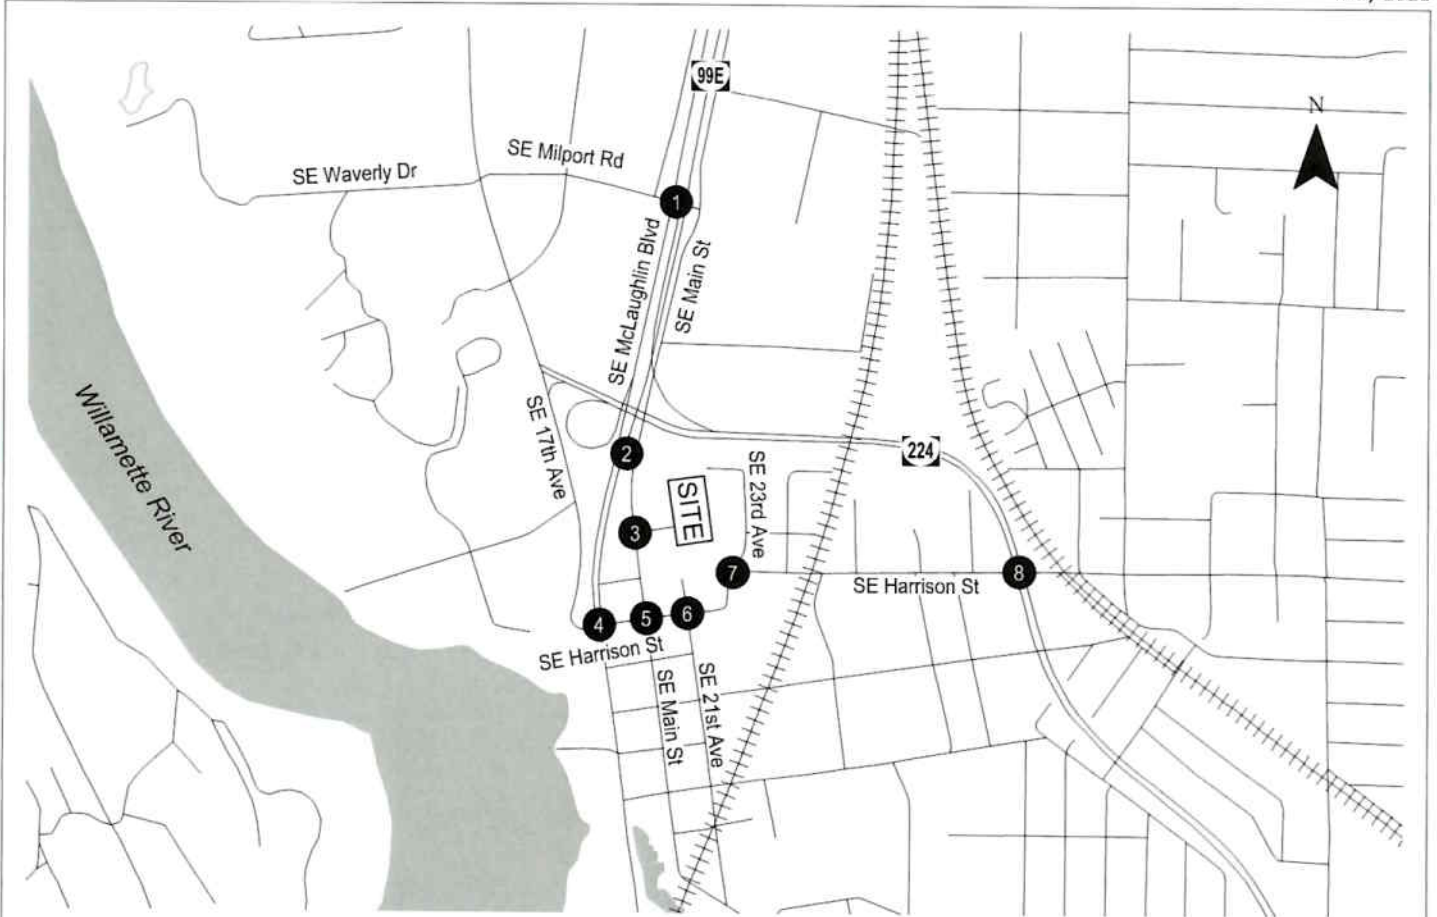 99E
N
SE Milport Rd
SE Waverly Dr
1
SE McLaughlin Blvd
SE Main St
SE 17th Ave
2
224
SITE
SE 23rd Ave
3
7
8
SE Harrison St
4
5
6
SE Harrison St
SE Main St
SE 21st Ave
Willamette River